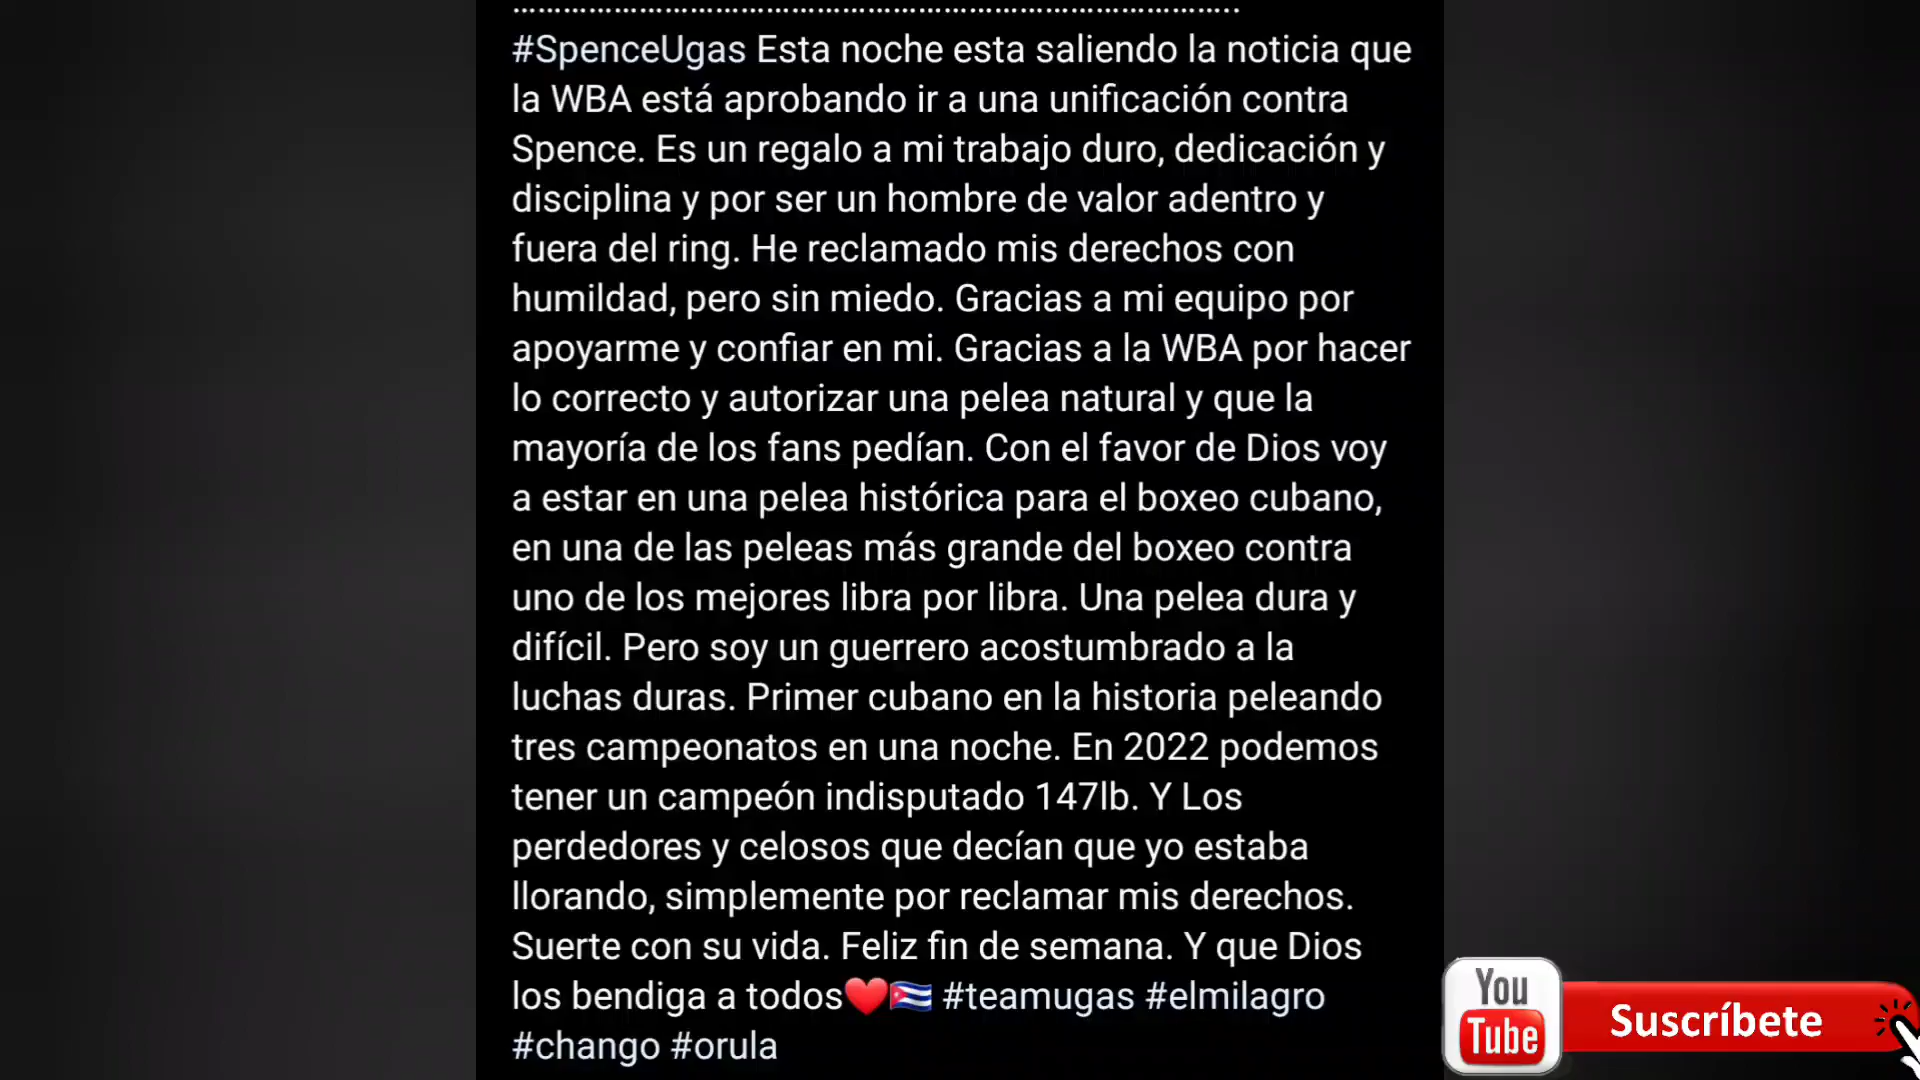 #SpenceUgas Esta noche esta saliendo la noticia que
la WBA está aprobando ir a una unificación contra
Spence. Es un regalo a mi trabajo duro, dedicación y
disciplina y por ser un hombre de valor adentro y
fuera del ring. He reclamado mis derechos con
humildad, pero sin miedo. Gracias a mi equipo por
apoyarme y confiar en mi. Gracias a la WBA por hacer
lo correcto y autorizar una pelea natural y que la
mayoría de los fans pedían. Con el favor de Dios voy
a estar en una pelea histórica para el boxeo cubano,
en una de las peleas más grande del boxeo contra
uno de los mejores libra por libra. Una pelea dura y
difícil. Pero soy un guerrero acostumbrado a la
luchas duras. Primer cubano en la historia peleando
tres campeonatos en una noche. En 2022 podemos
tener un campeón indisputado 147lb. Y Los
perdedores y celosos que decían que yo estaba
llorando, simplemente por reclamar mis derechos.
Suerte con su vida. Feliz fin de semana. Y que Dios
los bendiga a todos❤️🇨🇺 #teamugas #elmilagro
#chango #orula
You
Tube
Suscríbete